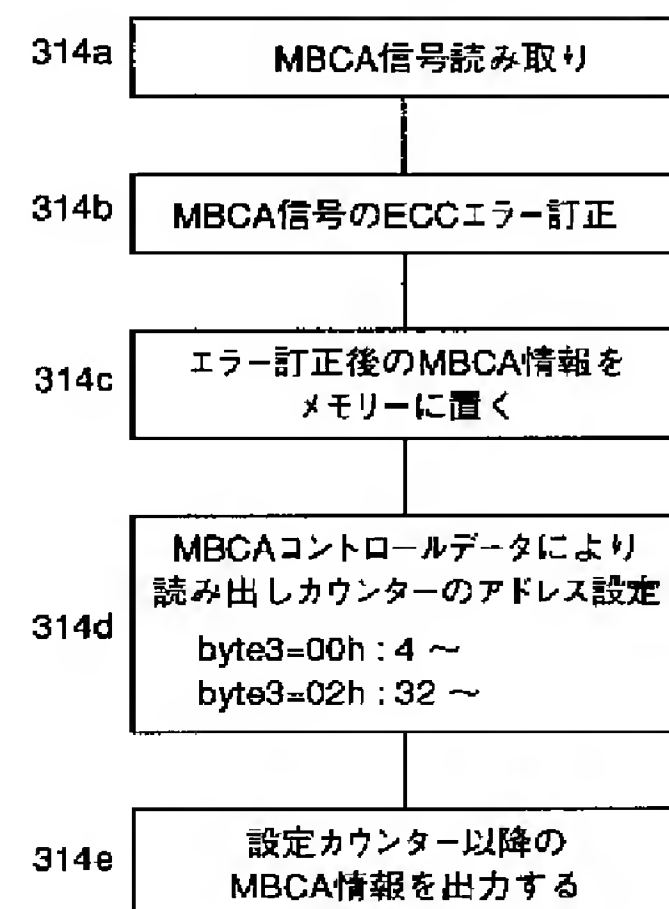 314a MBCA信号読み取り
314b MBCA信号のECCエラー訂正
314c エラー訂正後のMBCA情報を
メモリーに置く
MBCAコントロールデータにより
読み出しカウンターのアドレス設定
314d
byte3=00h : 4 ～
byte3=02h : 32 ～
314e 設定カウンター以降の
MBCA情報を出力する